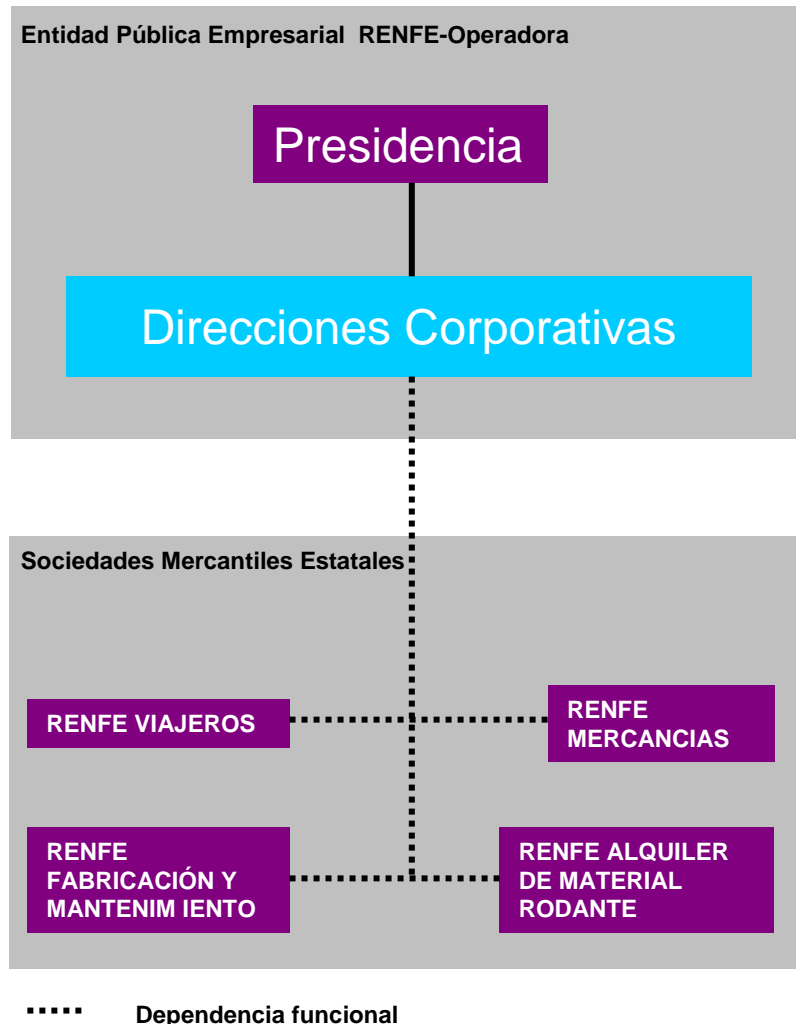 Entidad Pública Empresarial RENFE-Operadora
Presidencia
Direcciones Corporativas
Sociedades Mercantiles Estatales
RENFE VIAJEROS
RENFE
MERCANCIAS
RENFE
FABRICACIÓN Y
MANTENIM IENTO
RENFE ALQUILER
DE MATERIAL
RODANTE
Dependencia funcional